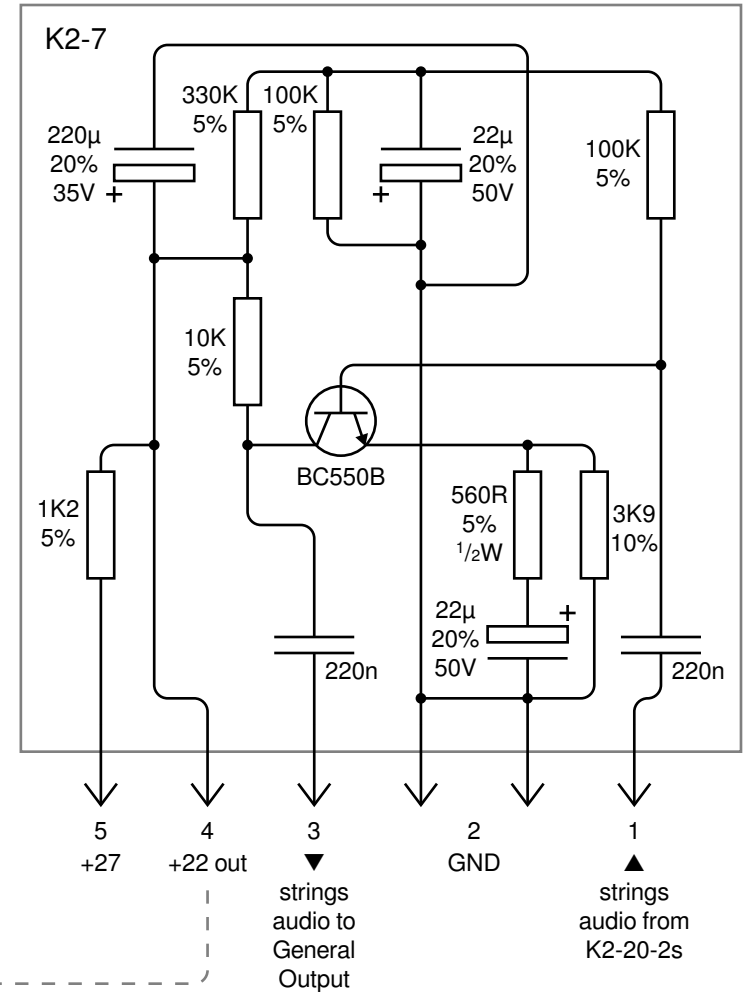 K2-7
330K
5%
100K
5%
220µ
20%
35V +
22µ
20%
50V
+
100K
5%
10K
5%
BC550B
1K2
5%
560R
5%
1/2W
3K9
10%
22µ
20%
50V
+
220n
220n
5
+27
4
+22 out
3
▼
strings
audio to
General
Output
2
GND
1
▲
strings
audio from
K2-20-2s